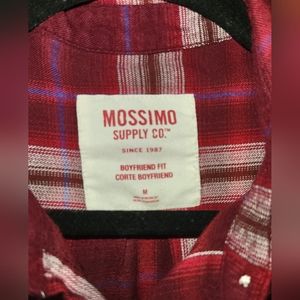 MOSSIMO
SUPPLY CO.™
SINCE 1987
BOYFRIEND FIT
CORTE BOYFRIEND
M